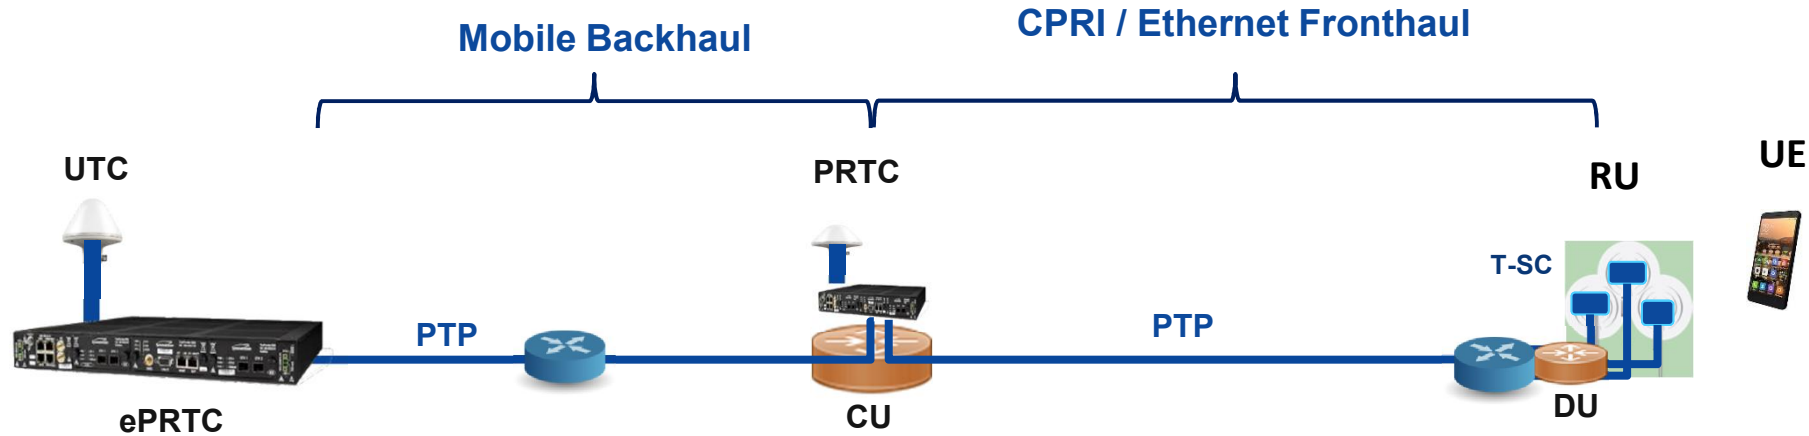 Mobile Backhaul
CPRI / Ethernet Fronthaul
UTC
PRTC
RU
UE
T-SC
PTP
PTP
ePRTC
CU
DU